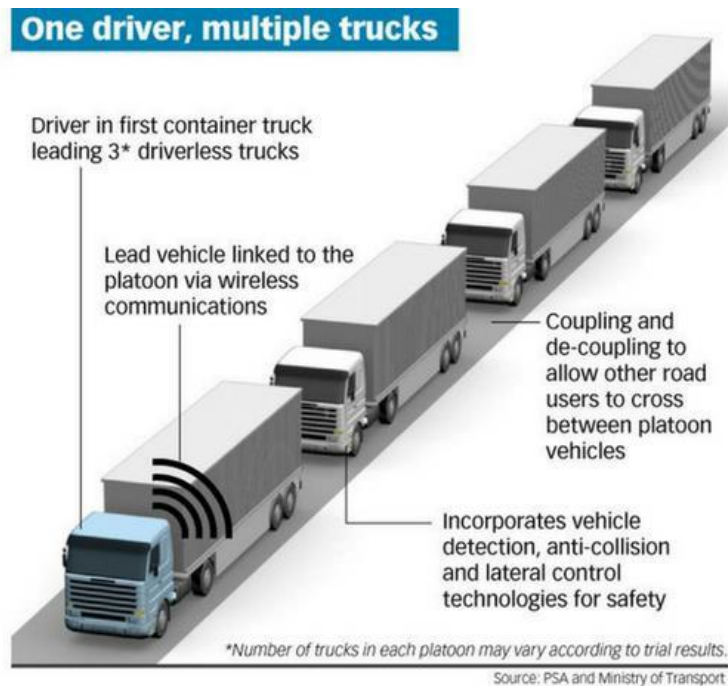 One driver, multiple trucks
Driver in first container truck
leading 3* driverless trucks
Lead vehicle linked to the
platoon via wireless
communications
Coupling and
de-coupling to
allow other road
users to cross
between platoon
vehicles
Incorporates vehicle
detection, anti-collision
and lateral control
technologies for safety
*Number of trucks in each platoon may vary according to trial results.
Source: PSA and Ministry of Transport